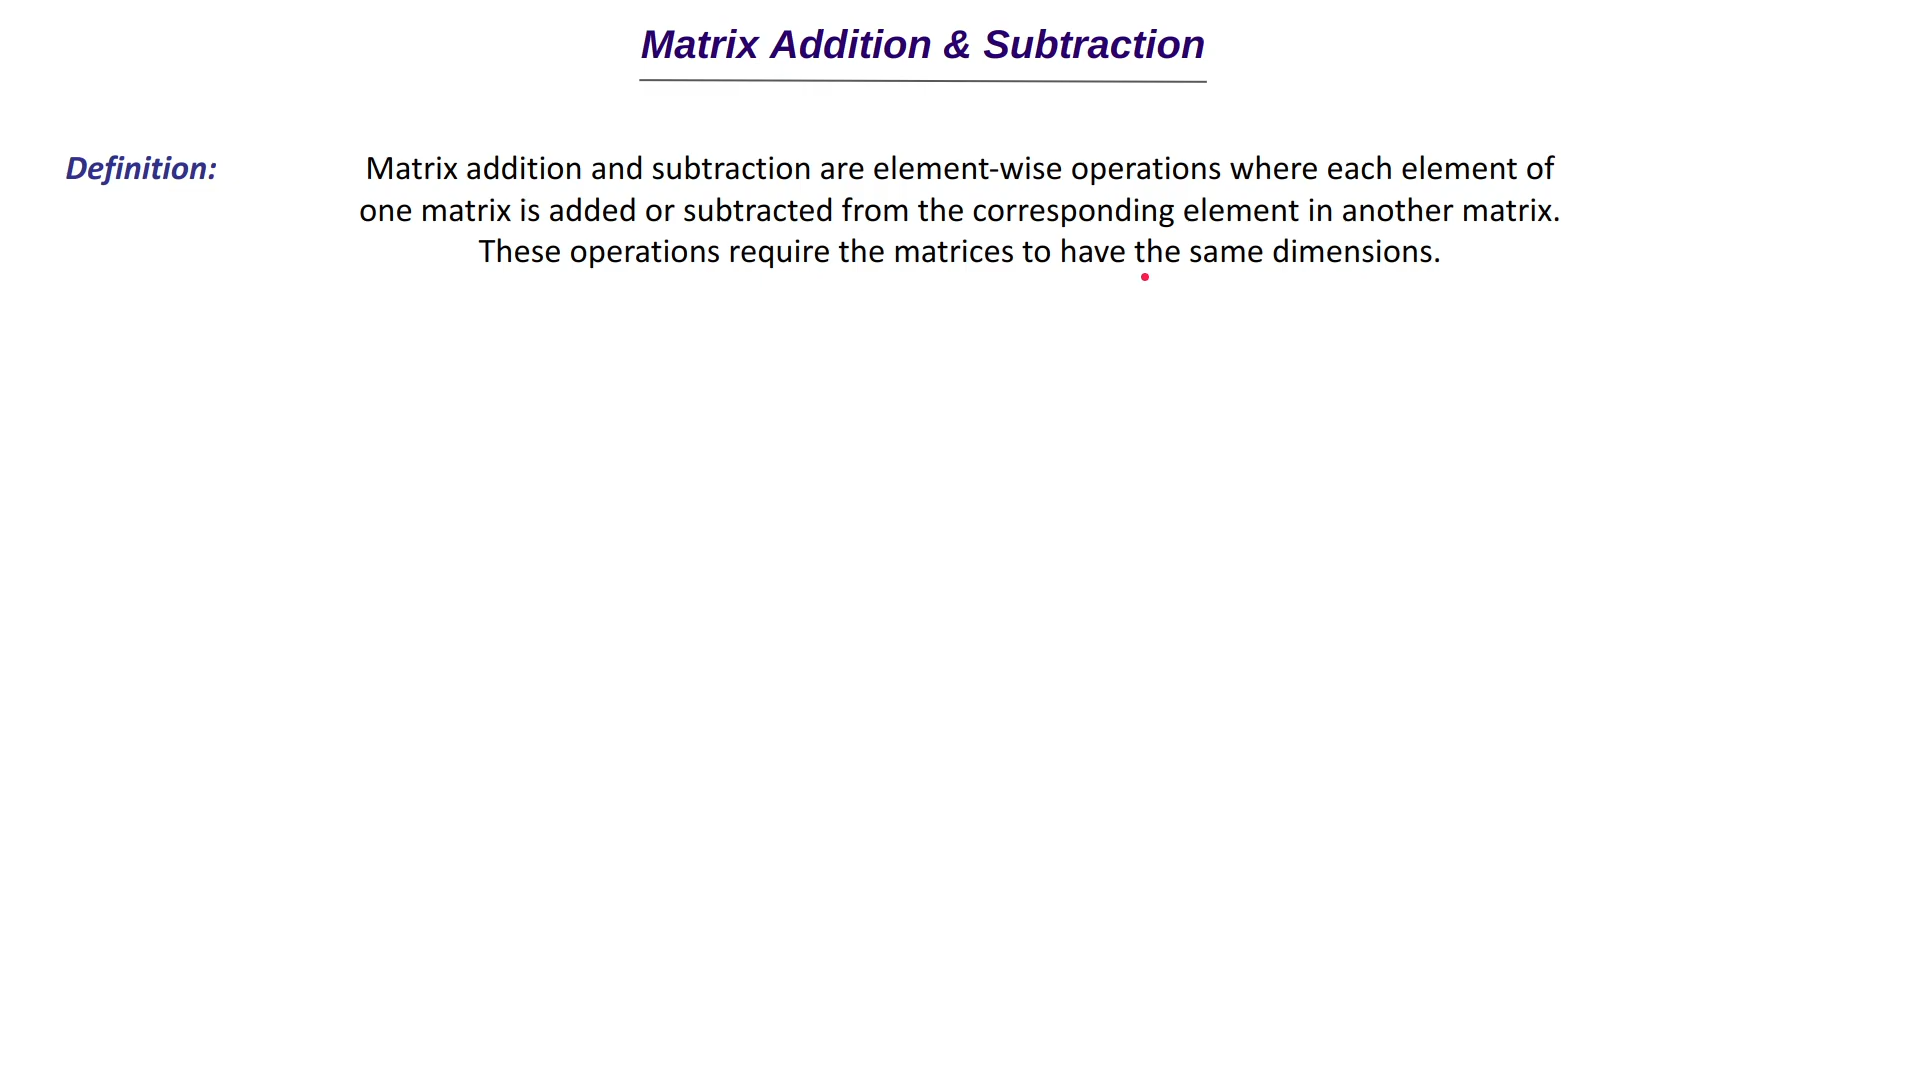 Matrix Addition & Subtraction
Definition:
Matrix addition and subtraction are element-wise operations where each element of
one matrix is added or subtracted from the corresponding element in another matrix.
These operations require the matrices to have the same dimensions.